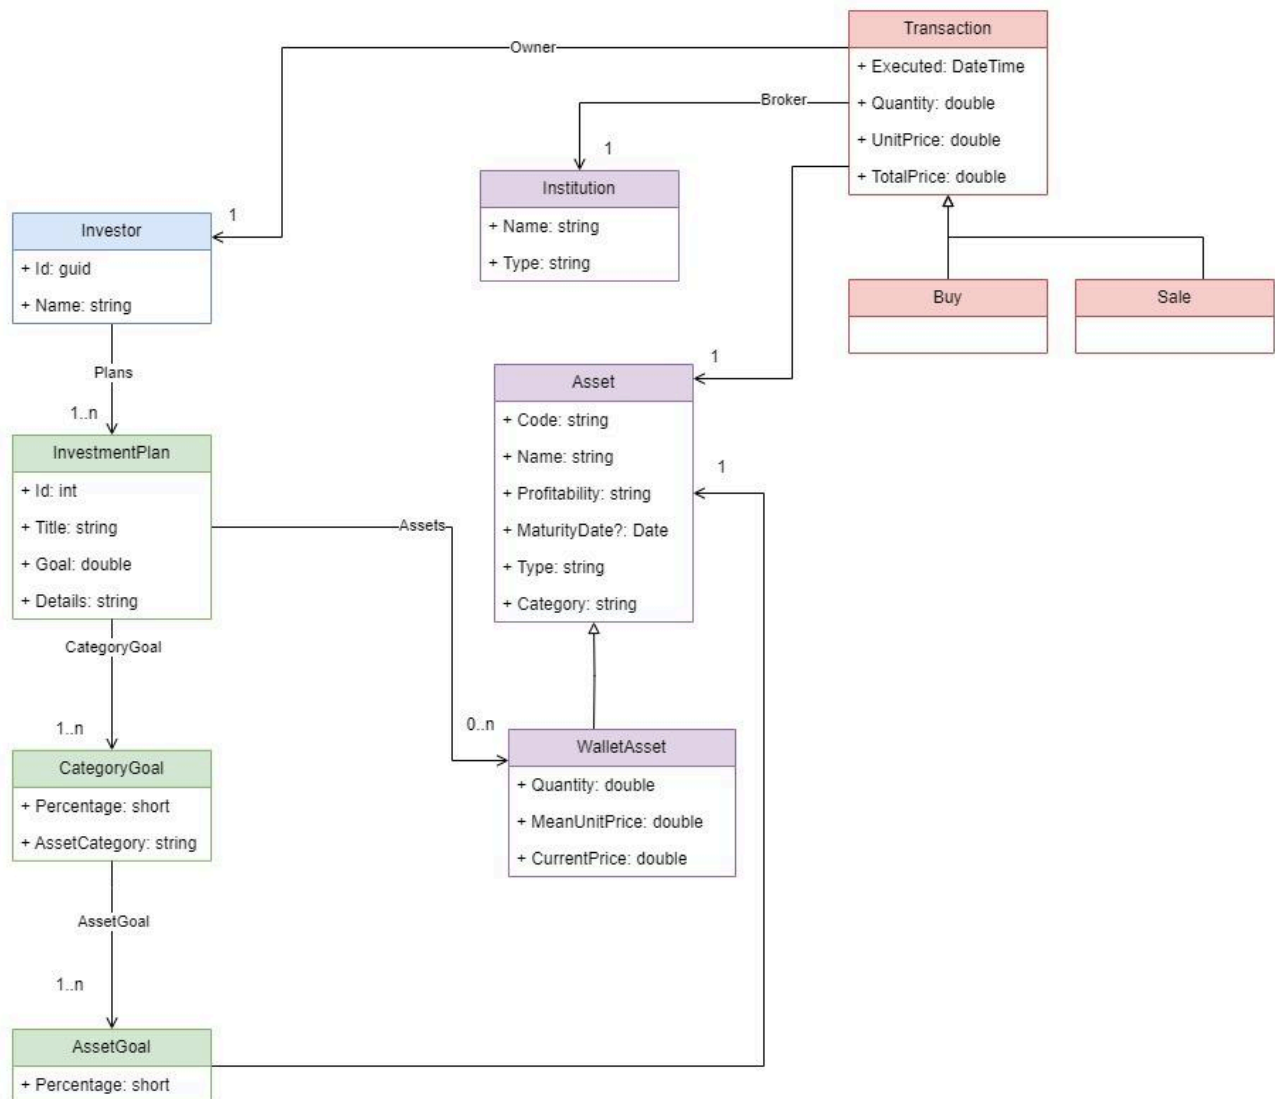 Transaction
+ Executed: DateTime
+ Quantity: double
+ UnitPrice: double
+ TotalPrice: double
Owner
Broker
1
Institution
+ Name: string
+ Type: string
1
Investor
+ Id: guid
+ Name: string
Buy
Sale
Plans
1..n
1
Asset
+ Code: string
+ Name: string
+ Profitability: string
+ MaturityDate?: Date
+ Type: string
+ Category: string
1
InvestmentPlan
+ Id: int
+ Title: string
+ Goal: double
+ Details: string
Assets
0..n
CategoryGoal
1..n
WalletAsset
+ Quantity: double
+ MeanUnitPrice: double
+ CurrentPrice: double
CategoryGoal
+ Percentage: short
+ AssetCategory: string
AssetGoal
1..n
AssetGoal
+ Percentage: short